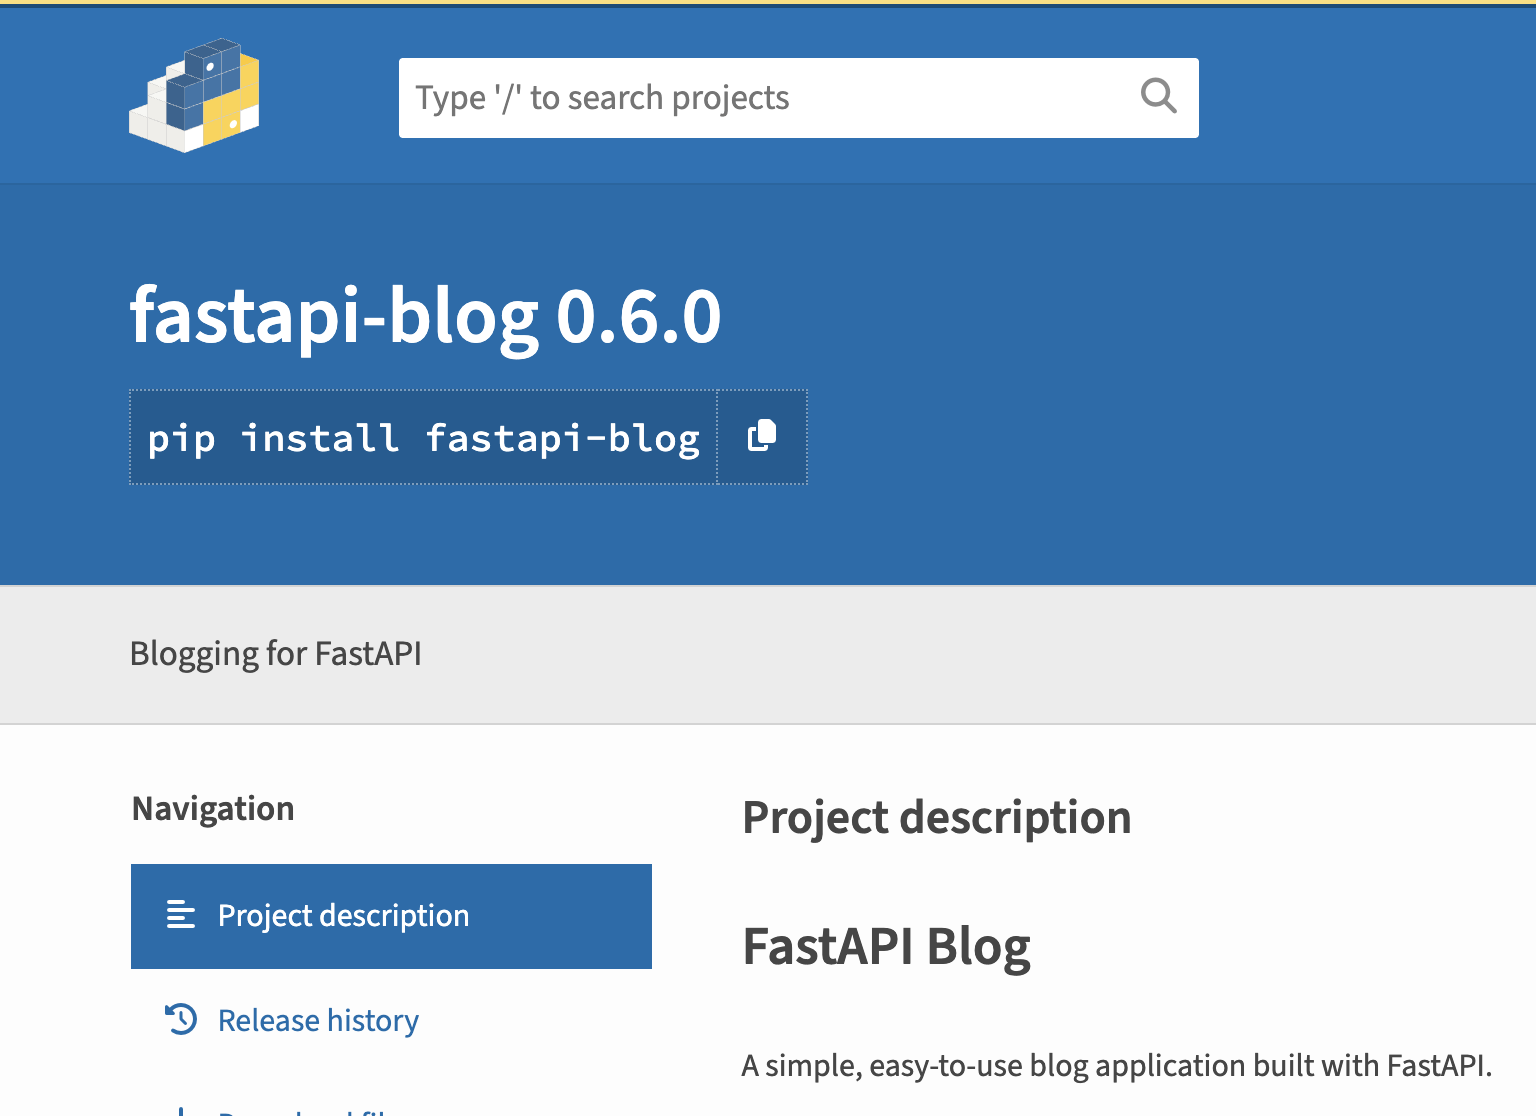 Type '/' to search projects
fastapi-blog 0.6.0
pip install fastapi-blog
Blogging for FastAPI
Navigation
Project description
Release history
Project description
FastAPI Blog
A simple, easy-to-use blog application built with FastAPI.